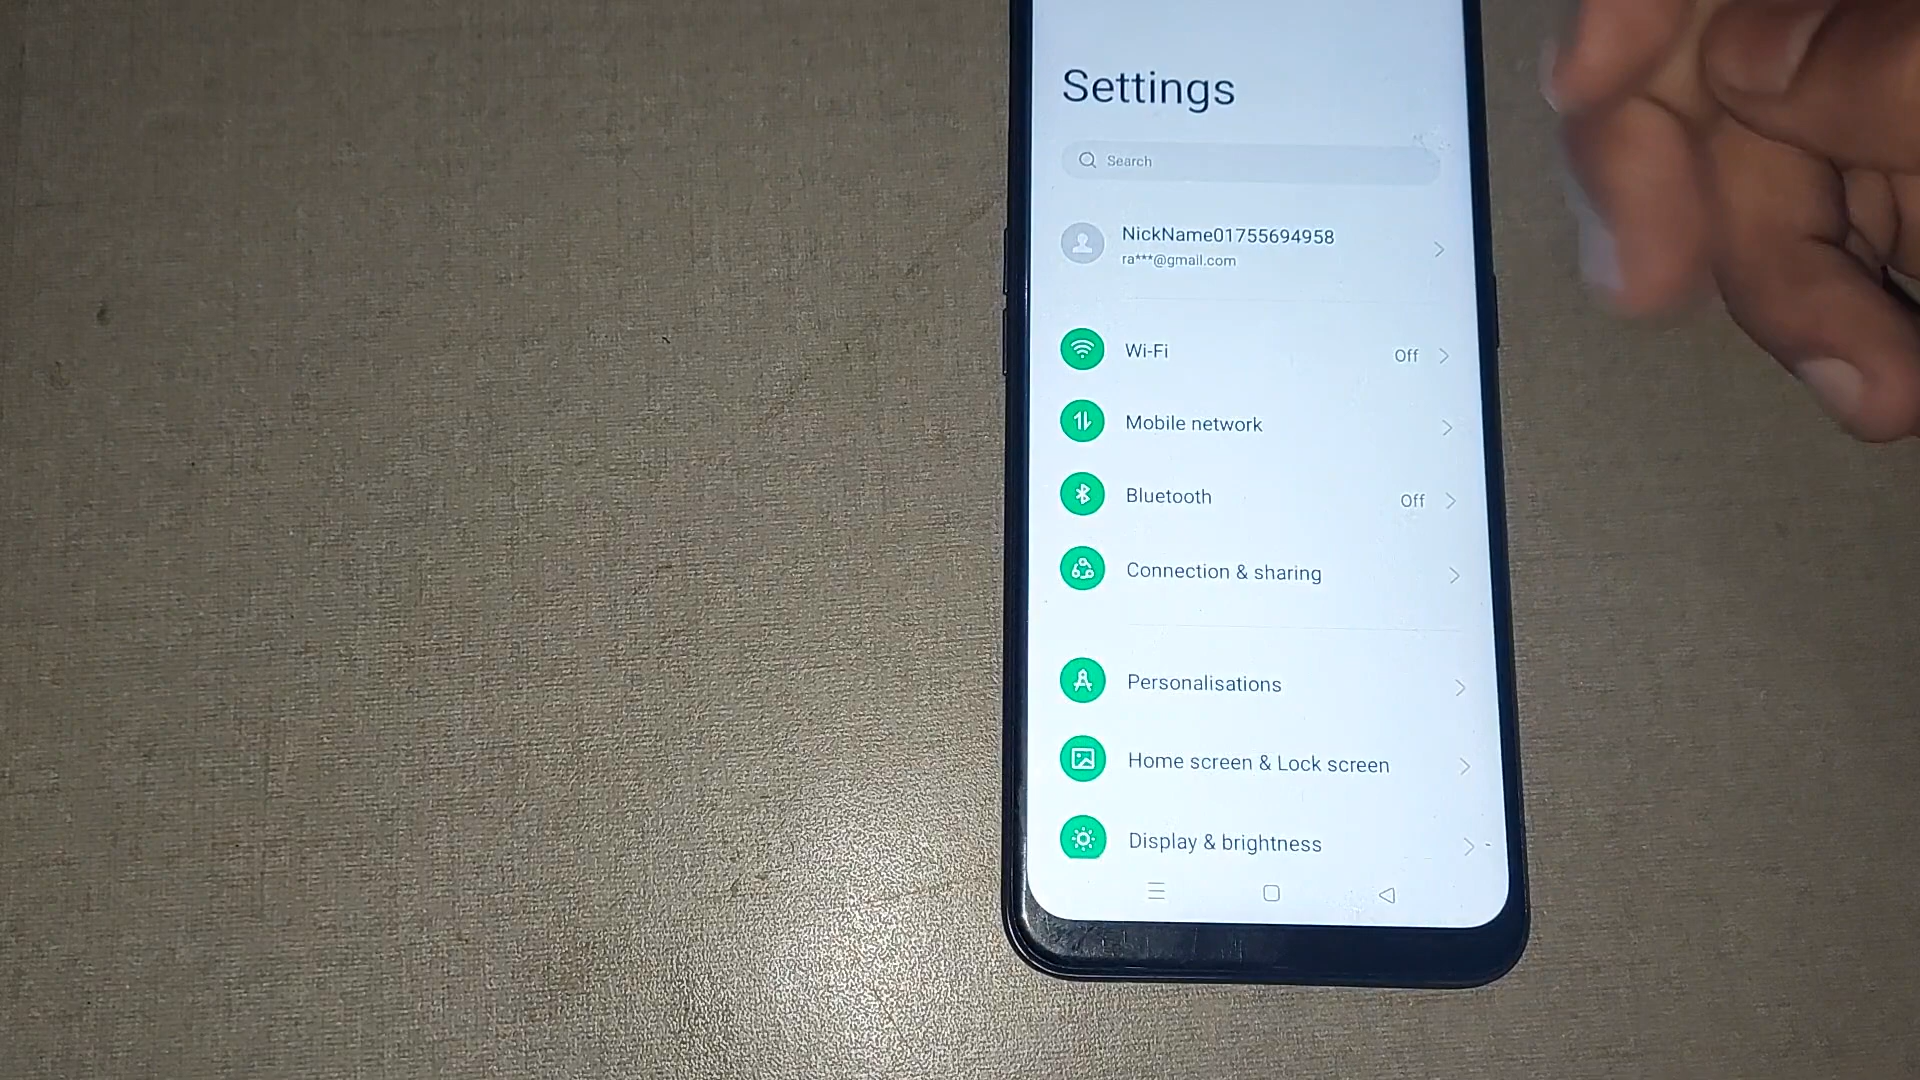 Settings
Search
NickName01755694958
ra***@gmail.com
Wi-Fi Off
Mobile network
Bluetooth Off
Connection & sharing
Personalisations
Home screen & Lock screen
Display & brightness